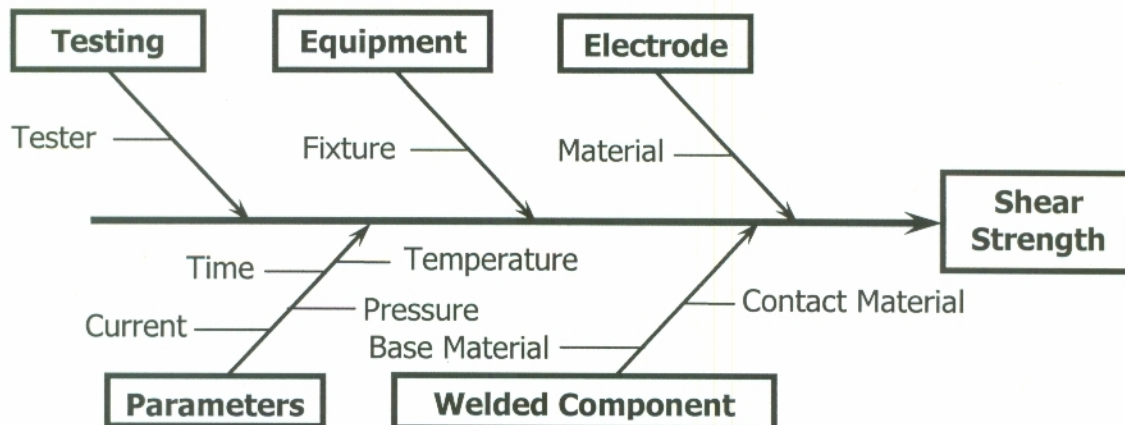 Testing
Equipment
Electrode
Tester
Fixture
Material
Shear
Strength
Time
Temperature
Pressure
Contact Material
Current
Base Material
Parameters
Welded Component